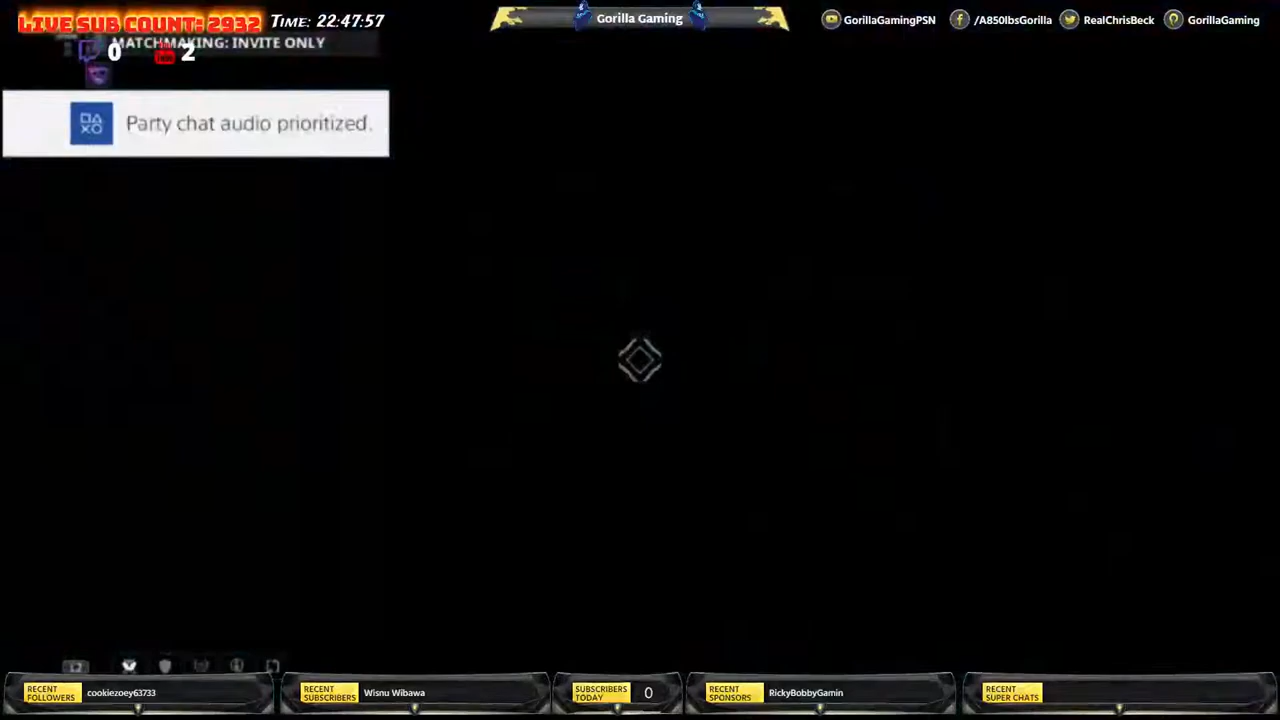 LIVE SUB COUNT: 2932
TIME: 22:47:57
Gorilla Gaming
GorillaGamingPSN
/A850lbsGorilla
RealChrisBeck
GorillaGaming
MATCHMAKING: INVITE ONLY
0
2
Party chat audio prioritized.
RECENT FOLLOWERS
cookiezoey63733
RECENT SUBSCRIBERS
Wisnu Wibawa
SUBSCRIBERS TODAY
0
RECENT SPONSORS
RickyBobbyGamin
RECENT SUPER CHATS